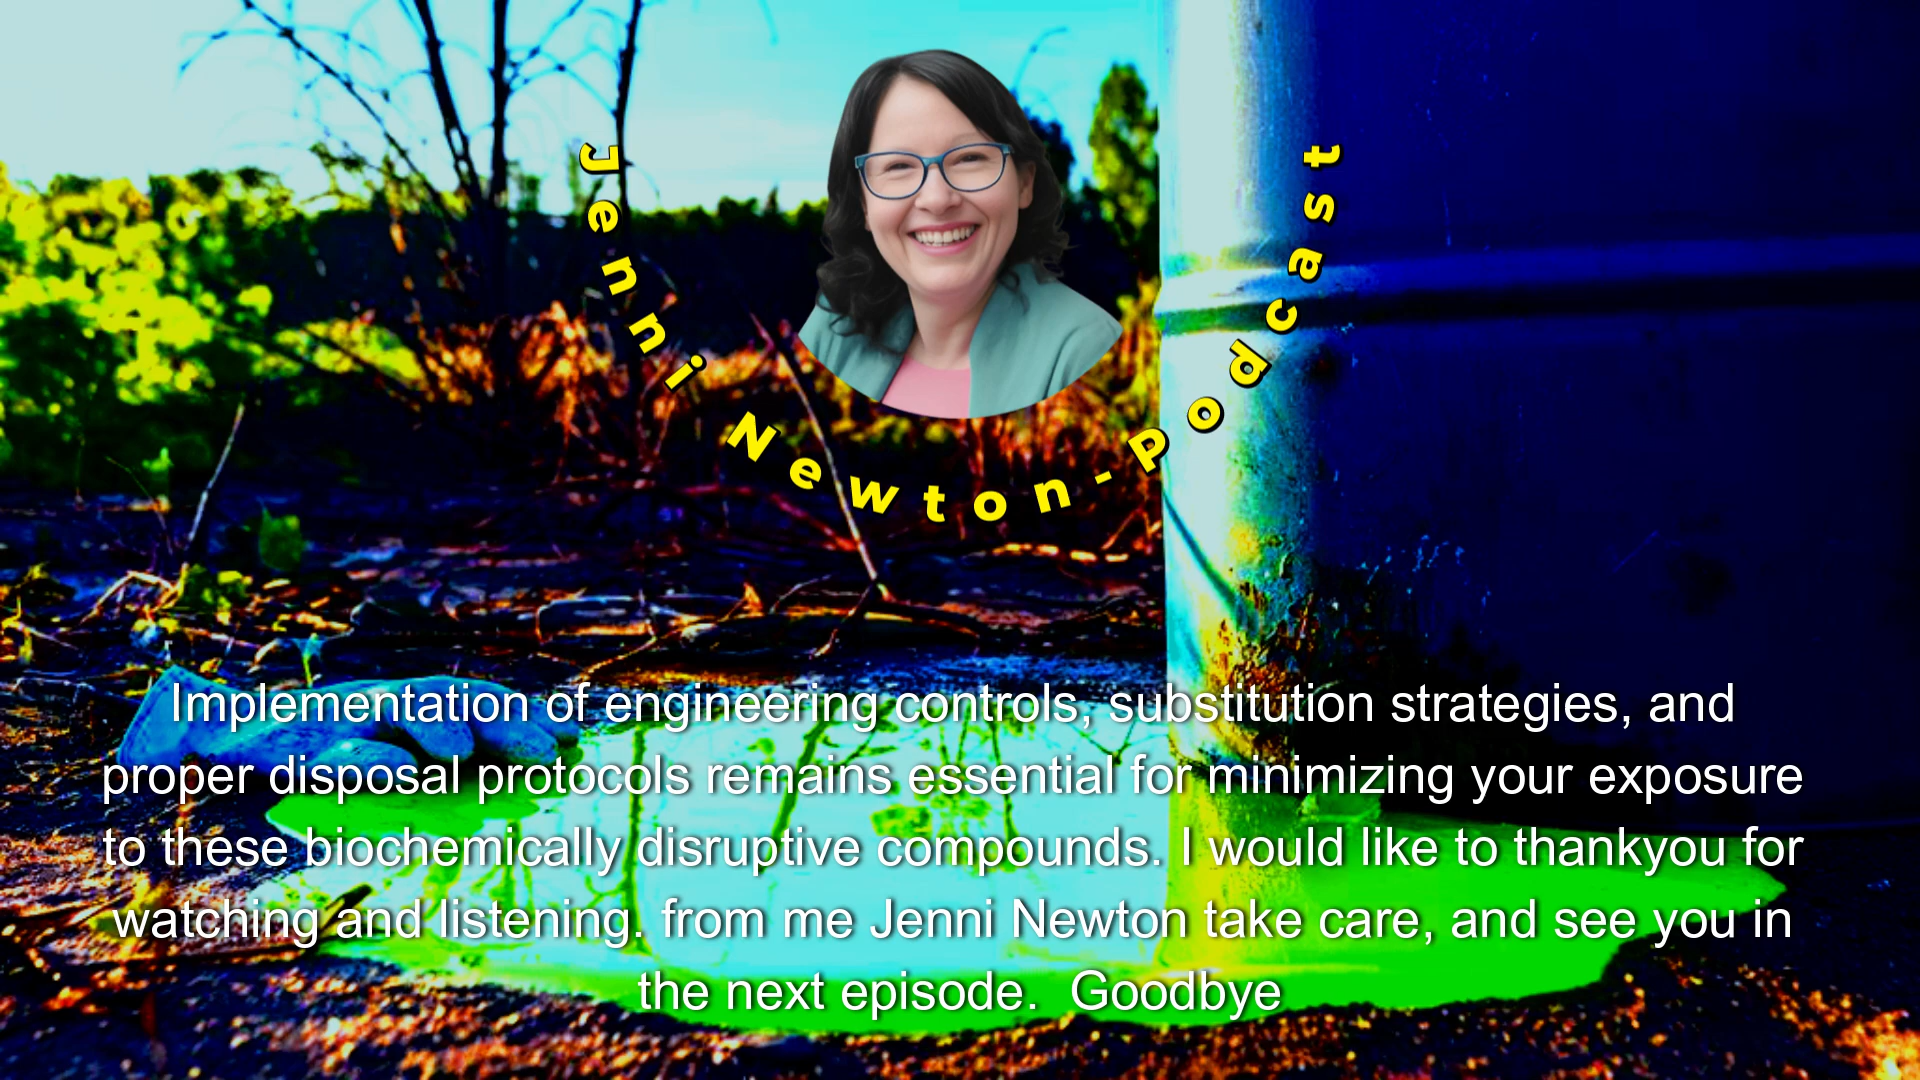 Jenni Newton-Podcast
Implementation of engineering controls, substitution strategies, and
proper disposal protocols remains essential for minimizing your exposure
to these biochemically disruptive compounds. I would like to thankyou for
watching and listening. from me Jenni Newton take care, and see you in
the next episode.  Goodbye